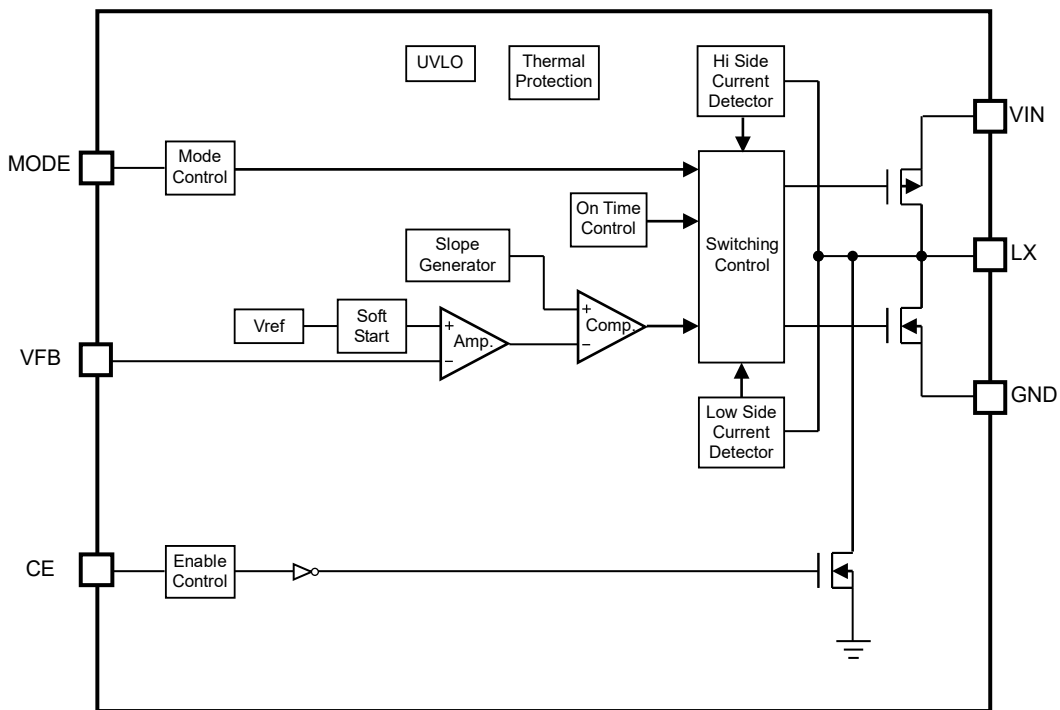 UVLO
Thermal
Protection
Hi Side
Current
Detector
VIN
MODE
Mode
Control
On Time
Control
Slope
Generator
Switching
Control
LX
Vref
Soft
Start
+
Amp.
−
+
Comp.
−
VFB
GND
Low Side
Current
Detector
CE
Enable
Control